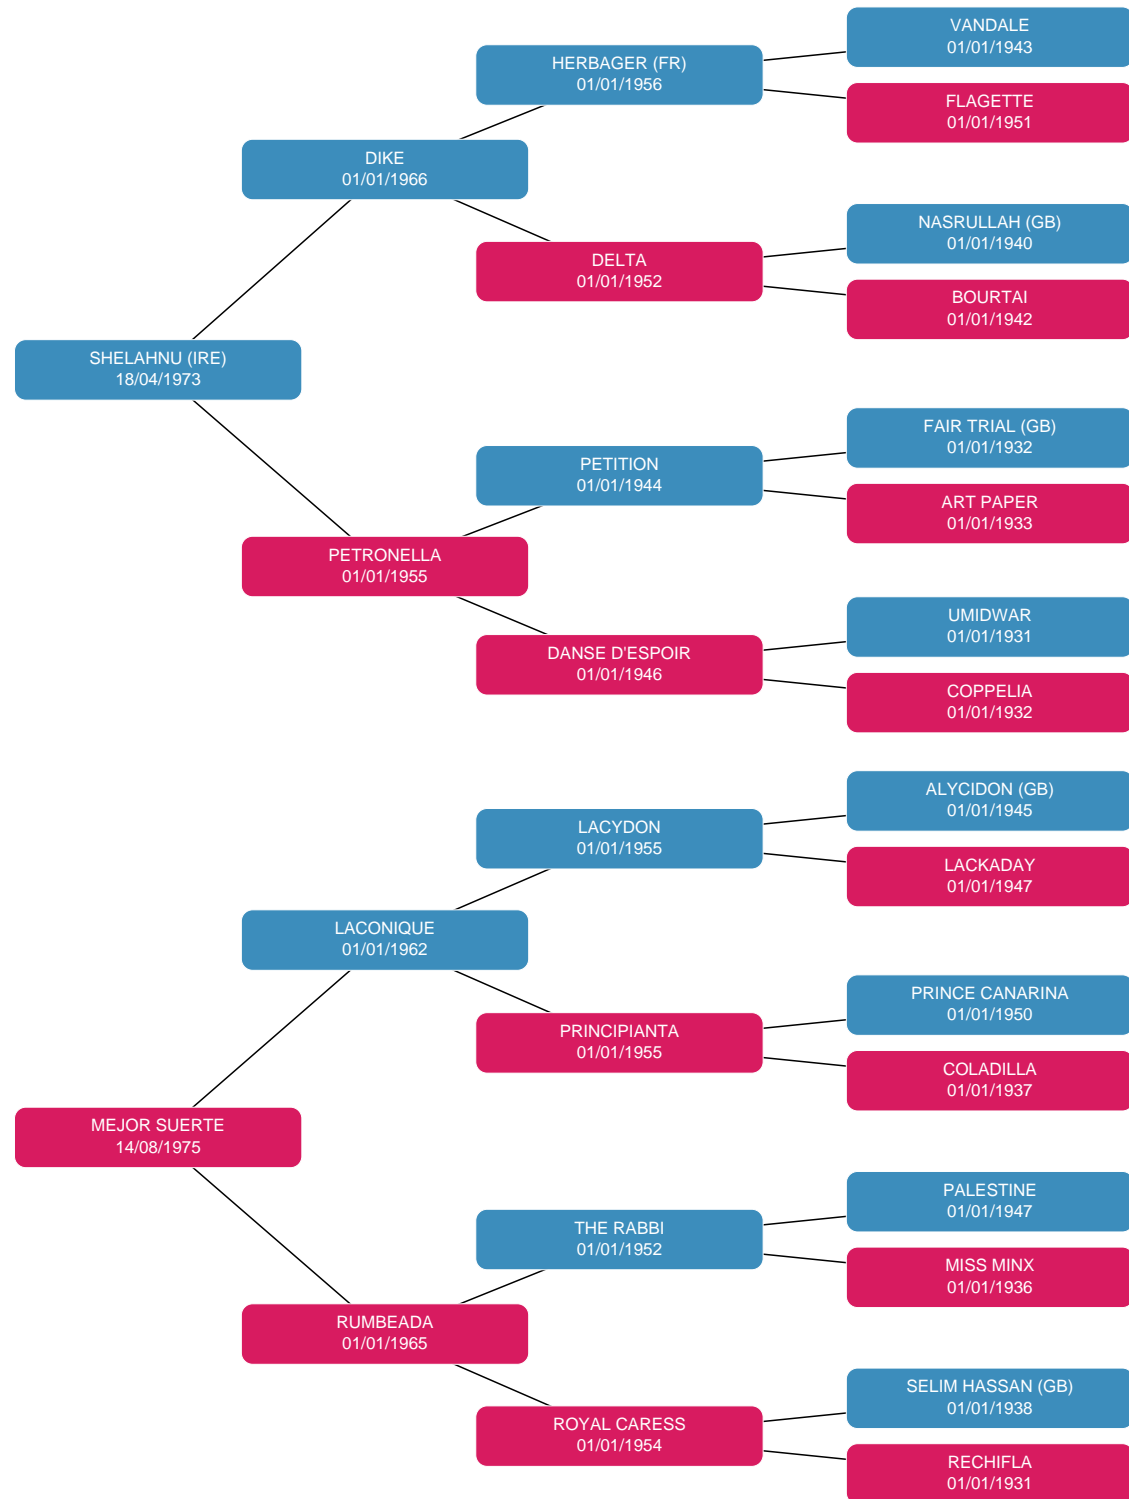 VANDALE
01/01/1943
HERBAGER (FR)
01/01/1956
FLAGETTE
01/01/1951
DIKE
01/01/1966
NASRULLAH (GB)
01/01/1940
DELTA
01/01/1952
BOURTAI
01/01/1942
SHELAHNU (IRE)
18/04/1973
FAIR TRIAL (GB)
01/01/1932
PETITION
01/01/1944
ART PAPER
01/01/1933
PETRONELLA
01/01/1955
UMIDWAR
01/01/1931
DANSE D'ESPOIR
01/01/1946
COPPELIA
01/01/1932
ALYCIDON (GB)
01/01/1945
LACYDON
01/01/1955
LACKADAY
01/01/1947
LACONIQUE
01/01/1962
PRINCE CANARINA
01/01/1950
PRINCIPIANTA
01/01/1955
COLADILLA
01/01/1937
MEJOR SUERTE
14/08/1975
PALESTINE
01/01/1947
THE RABBI
01/01/1952
MISS MINX
01/01/1936
RUMBEADA
01/01/1965
SELIM HASSAN (GB)
01/01/1938
ROYAL CARESS
01/01/1954
RECHIFLA
01/01/1931